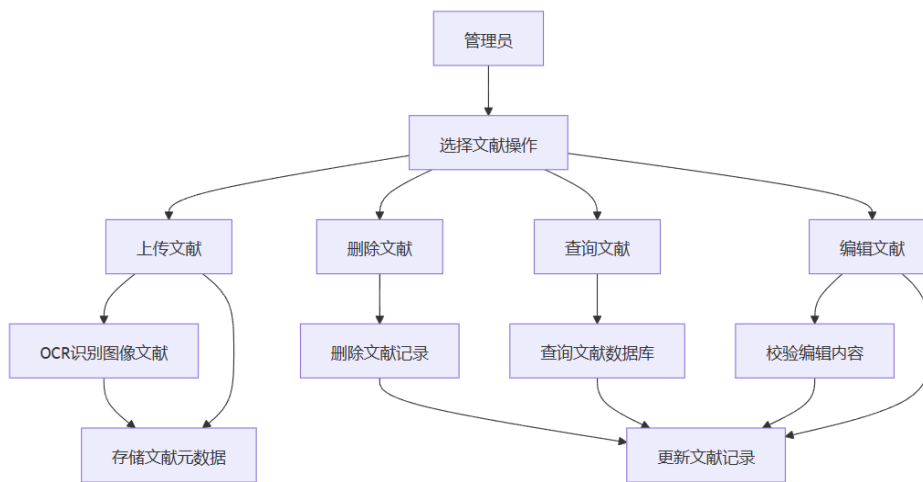 管理员
选择文献操作
上传文献
删除文献
查询文献
编辑文献
OCR识别图像文献
删除文献记录
查询文献数据库
校验编辑内容
存储文献元数据
更新文献记录